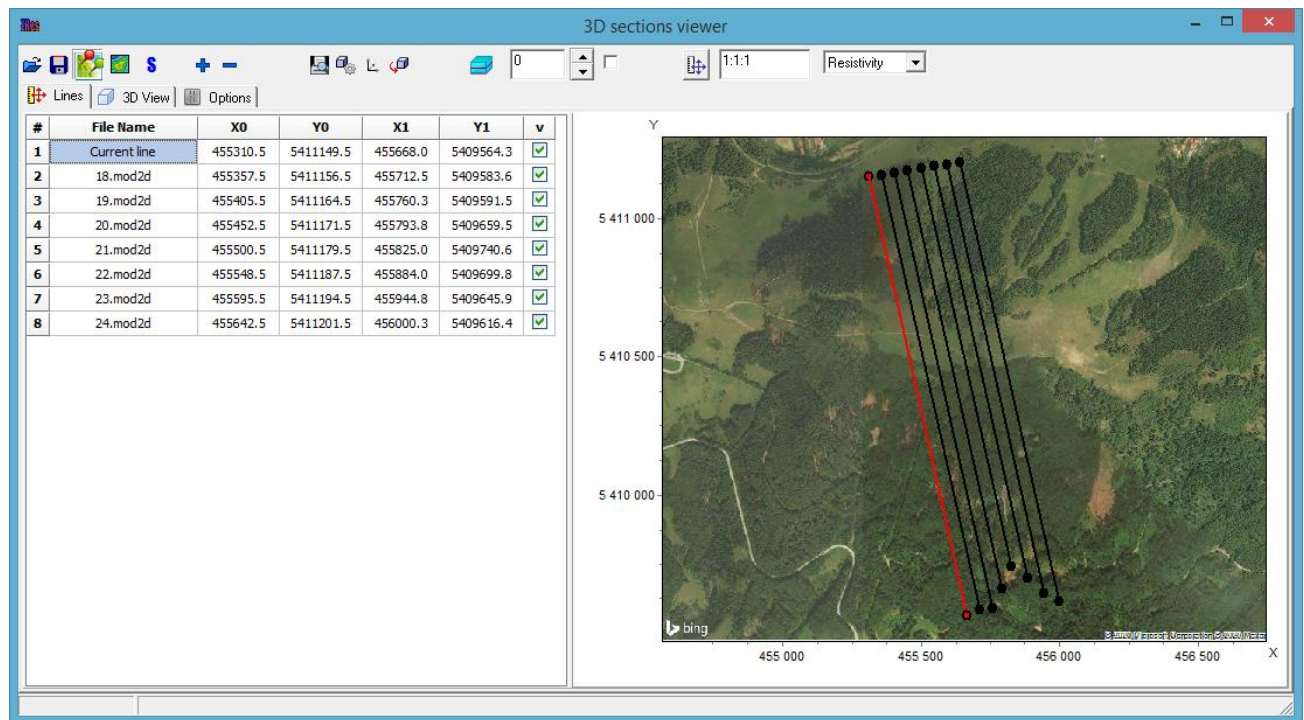 ZRes
3D sections viewer
S
0
1:1:1
Resistivity
Lines
3D View
Options
# File Name X0 Y0 X1 Y1 v
1 Current line 455310.5 5411149.5 455668.0 5409564.3
2 18.mod2d 455357.5 5411156.5 455712.5 5409583.6
3 19.mod2d 455405.5 5411164.5 455760.3 5409591.5
4 20.mod2d 455452.5 5411171.5 455793.8 5409659.5
5 21.mod2d 455500.5 5411179.5 455825.0 5409740.6
6 22.mod2d 455548.5 5411187.5 455884.0 5409699.8
7 23.mod2d 455595.5 5411194.5 455944.8 5409645.9
8 24.mod2d 455642.5 5411201.5 456000.3 5409616.4
Y
5 411 000
5 410 500
5 410 000
bing
© 2020 Microsoft Corporation © 2020 Maxar
455 000 455 500 456 000 456 500 X